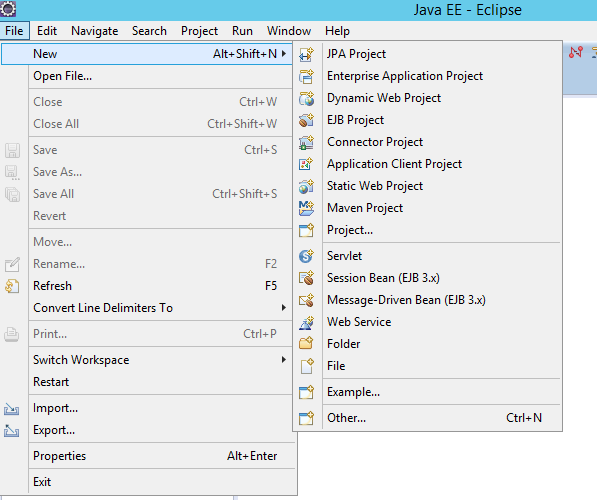 Java EE - Eclipse
File Edit Navigate Search Project Run Window Help
New Alt+Shift+N
Open File...
Close Ctrl+W
Close All Ctrl+Shift+W
Save Ctrl+S
Save As...
Save All Ctrl+Shift+S
Revert
Move...
Rename... F2
Refresh F5
Convert Line Delimiters To
Print... Ctrl+P
Switch Workspace
Restart
Import...
Export...
Properties Alt+Enter
Exit
JPA Project
Enterprise Application Project
Dynamic Web Project
EJB Project
Connector Project
Application Client Project
Static Web Project
Maven Project
Project...
Servlet
Session Bean (EJB 3.x)
Message-Driven Bean (EJB 3.x)
Web Service
Folder
File
Example...
Other... Ctrl+N